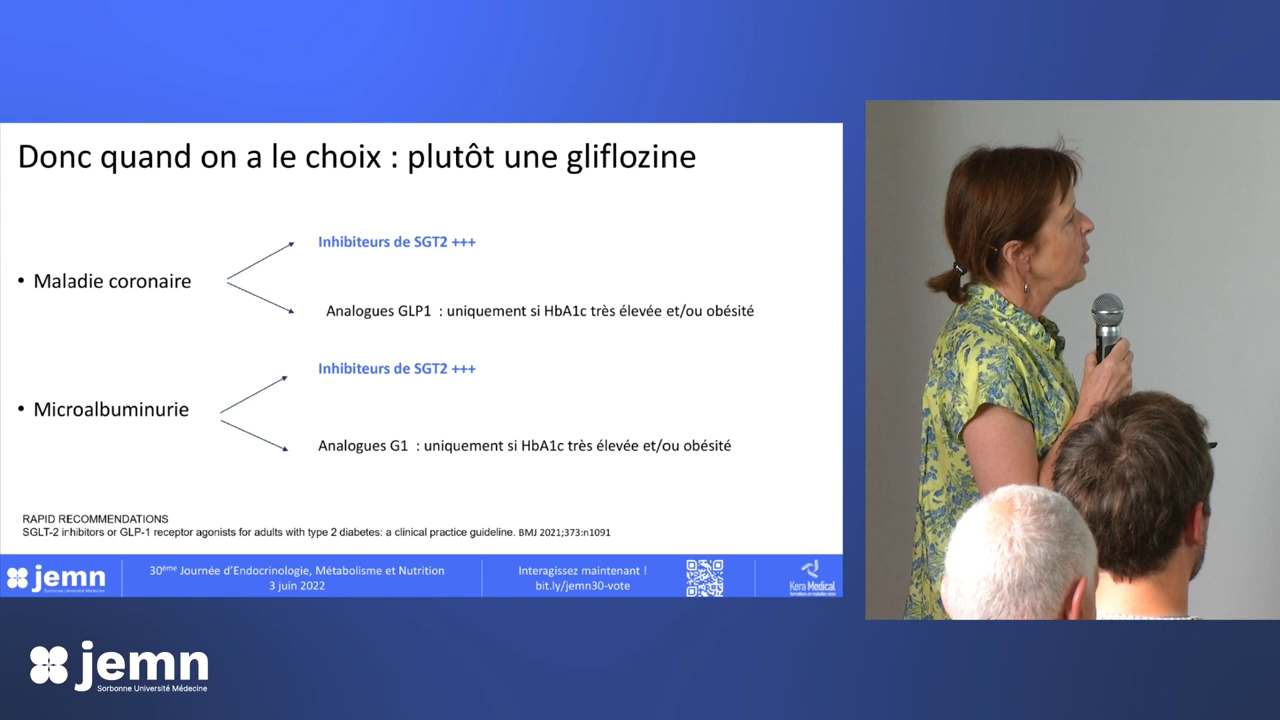 Donc quand on a le choix : plutôt une gliflozine
Inhibiteurs de SGT2 +++
• Maladie coronaire
Analogues GLP1 : uniquement si HbA1c très élevée et/ou obésité
Inhibiteurs de SGT2 +++
• Microalbuminurie
Analogues G1 : uniquement si HbA1c très élevée et/ou obésité
RAPID RECOMMENDATIONS
SGLT-2 inhibitors or GLP-1 receptor agonists for adults with type 2 diabetes: a clinical practice guideline. BMJ 2021;373:n1091
jemn
Sorbonne Université Médecine
30ème Journée d'Endocrinologie, Métabolisme et Nutrition
3 juin 2022
Interagissez maintenant !
bit.ly/jemn30-vote
Kera Medical
jemn
Sorbonne Université Médecine